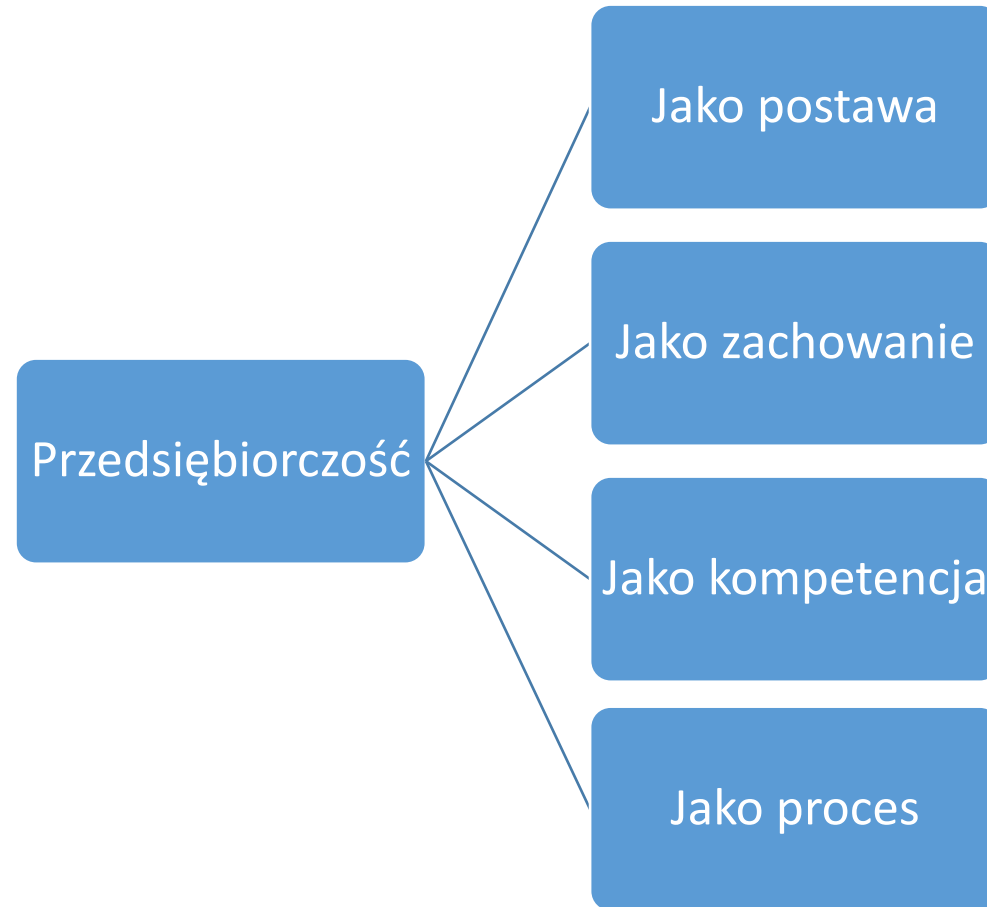 Przedsiębiorczość
Jako postawa
Jako zachowanie
Jako kompetencja
Jako proces